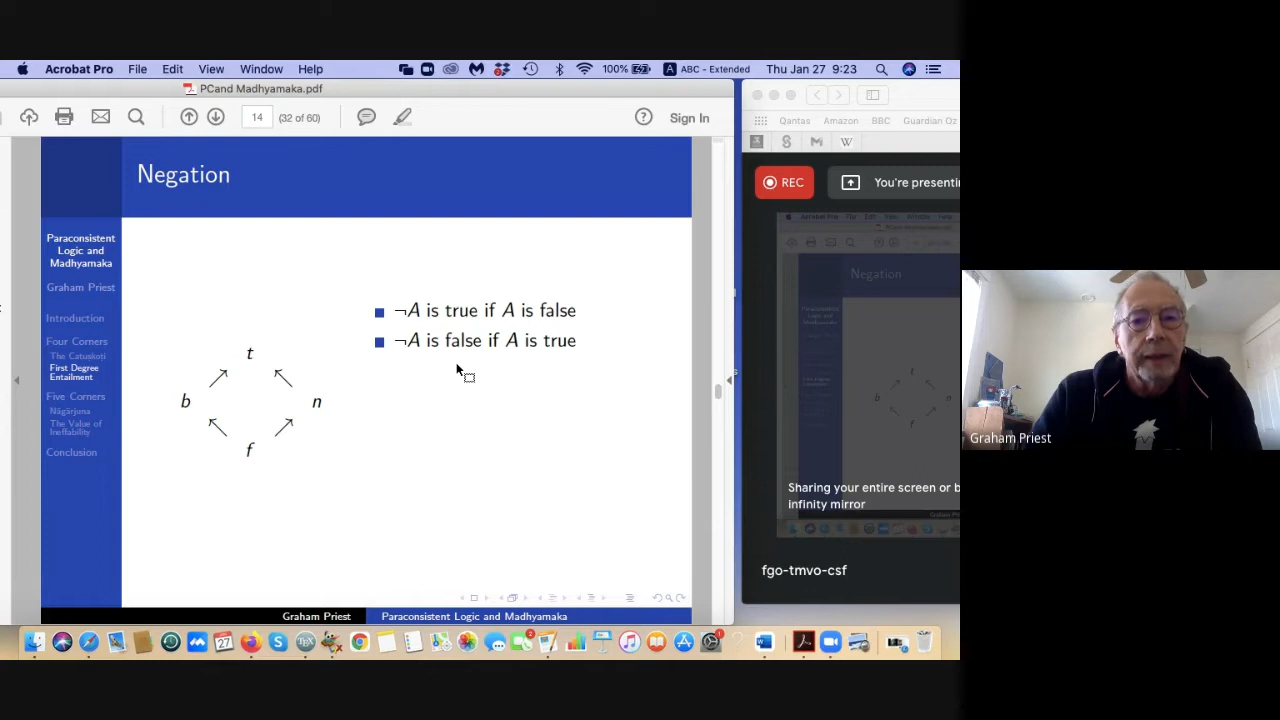 Acrobat Pro File Edit View Window Help 100% A ABC - Extended Thu Jan 27 9:23
PCand Madhyamaka.pdf
14 (32 of 60) ? Sign In
Qantas Amazon BBC Guardian Oz
S M W
REC You're presenti
Negation
Paraconsistent
Logic and
Madhyamaka
Graham Priest
Introduction
Four Corners
The Catuskoti
First Degree
Entailment
Five Corners
Nāgārjuna
The Value of
Ineffability
Conclusion
¬A is true if A is false
¬A is false if A is true
t
b n
f
Negation
t
b n
f
Sharing your entire screen or b
infinity mirror
fgo-tmvo-csf
Graham Priest
Graham Priest Paraconsistent Logic and Madhyamaka